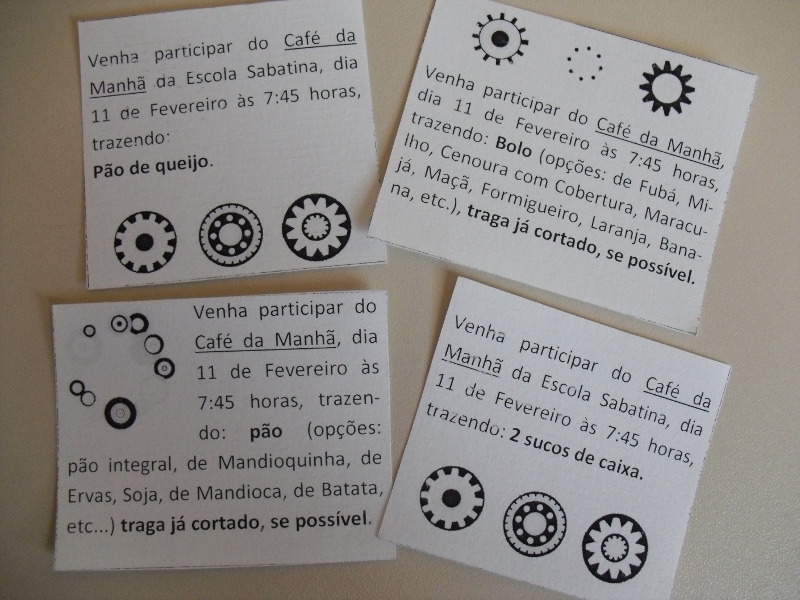 Venha participar do Café da
Manhã da Escola Sabatina, dia
11 de Fevereiro às 7:45 horas,
trazendo:
Pão de queijo.
Venha participar do Café da Manhã,
dia 11 de Fevereiro às 7:45 horas,
trazendo: Bolo (opções: de Fubá, Mi-
lho, Cenoura com Cobertura, Maracu-
já, Maçã, Formigueiro, Laranja, Bana-
na, etc.), traga já cortado, se possível.
Venha participar do
Café da Manhã, dia
11 de Fevereiro às
7:45 horas, trazen-
do: pão (opções:
pão integral, de Mandioquinha, de
Ervas, Soja, de Mandioca, de Batata,
etc...) traga já cortado, se possível.
Venha participar do Café da
Manhã da Escola Sabatina, dia
11 de Fevereiro às 7:45 horas,
trazendo: 2 sucos de caixa.